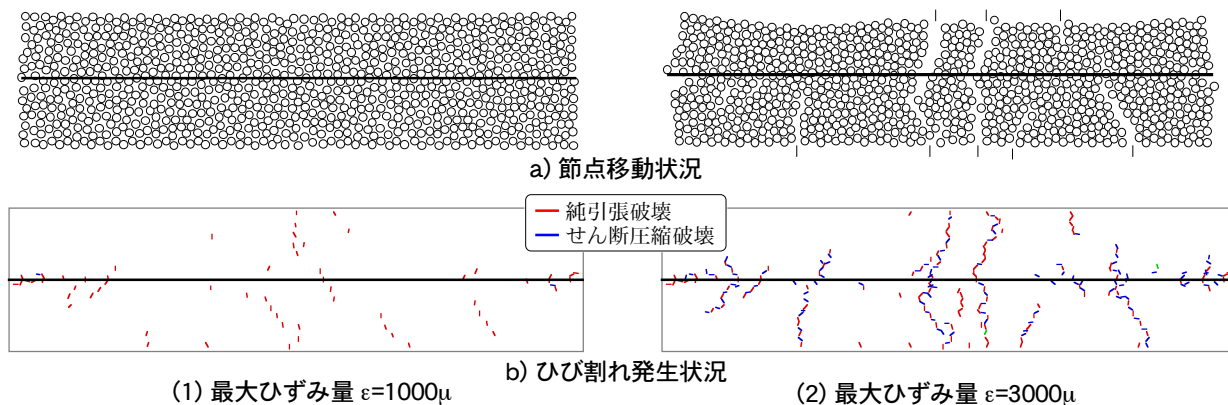 a) 節点移動状況
純引張破壊
せん断圧縮破壊
b) ひび割れ発生状況
(1) 最大ひずみ量 ε=1000μ
(2) 最大ひずみ量 ε=3000μ